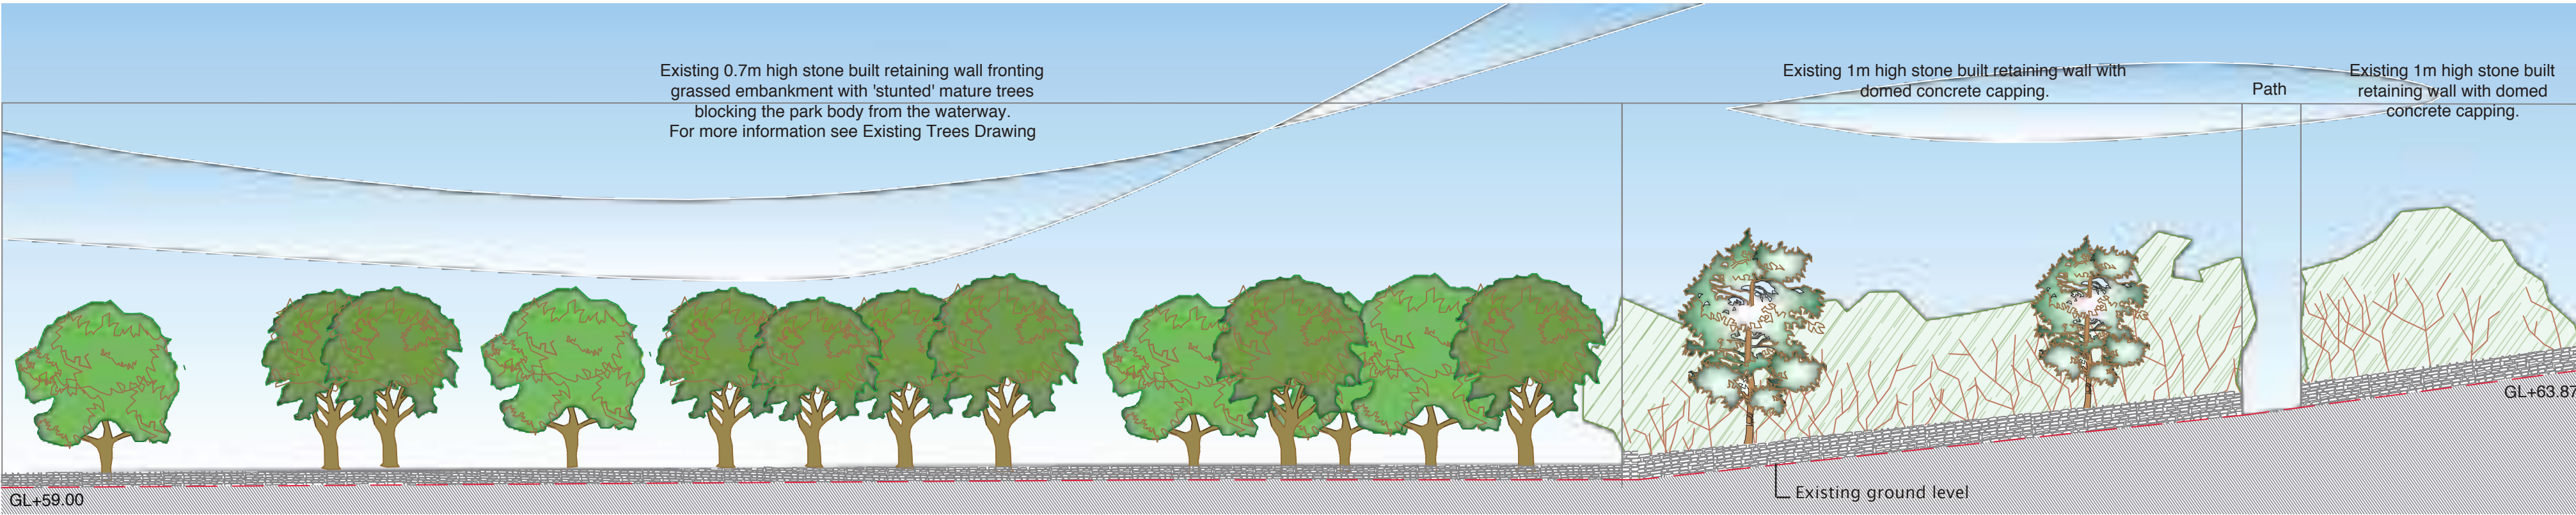 Existing 0.7m high stone built retaining wall fronting
grassed embankment with 'stunted' mature trees
blocking the park body from the waterway.
For more information see Existing Trees Drawing
Existing 1m high stone built retaining wall with
domed concrete capping.
Path
Existing 1m high stone built
retaining wall with domed
concrete capping.
GL+63.87
Existing ground level
GL+59.00